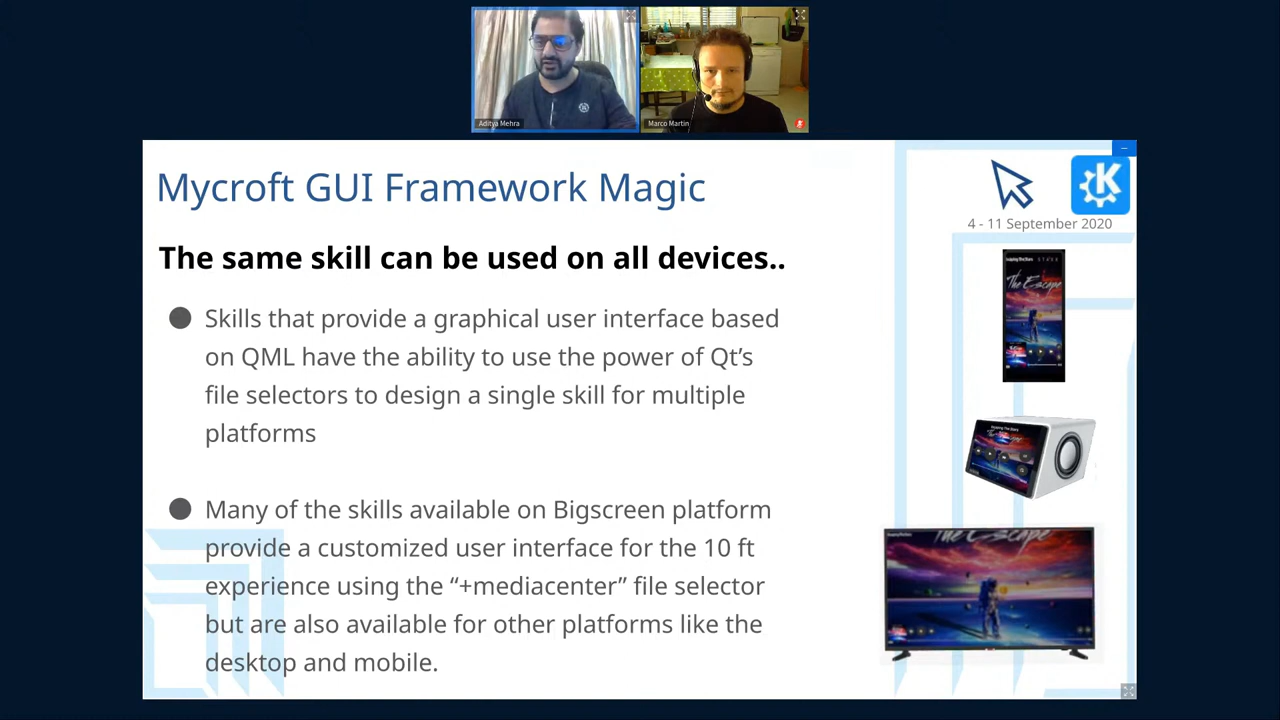 Aditya Mehra
Marco Martin
Mycroft GUI Framework Magic
4 - 11 September 2020
The same skill can be used on all devices..
● Skills that provide a graphical user interface based
on QML have the ability to use the power of Qt’s
file selectors to design a single skill for multiple
platforms
● Many of the skills available on Bigscreen platform
provide a customized user interface for the 10 ft
experience using the “+mediacenter” file selector
but are also available for other platforms like the
desktop and mobile.
The Escape
The Escape